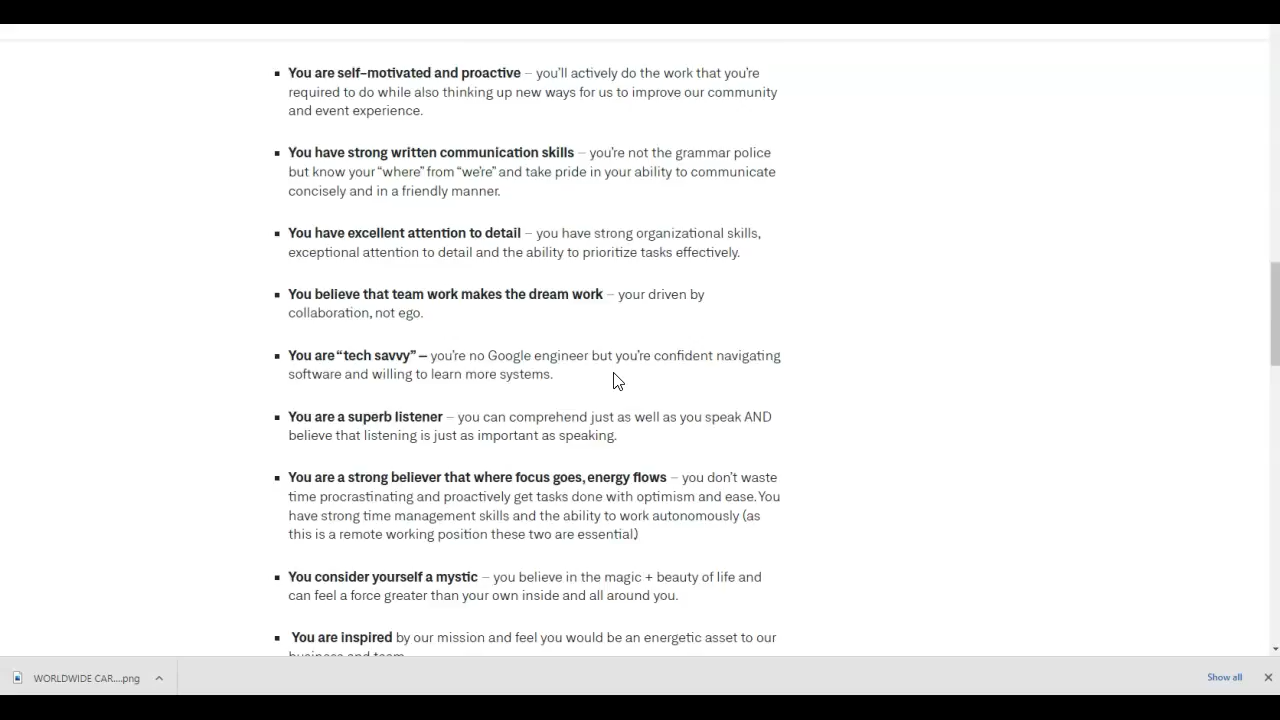 You are self-motivated and proactive – you'll actively do the work that you're
required to do while also thinking up new ways for us to improve our community
and event experience.
You have strong written communication skills – you're not the grammar police
but know your “where” from “we're” and take pride in your ability to communicate
concisely and in a friendly manner.
You have excellent attention to detail – you have strong organizational skills,
exceptional attention to detail and the ability to prioritize tasks effectively.
You believe that team work makes the dream work – your driven by
collaboration, not ego.
You are “tech savvy” – you're no Google engineer but you're confident navigating
software and willing to learn more systems.
You are a superb listener – you can comprehend just as well as you speak AND
believe that listening is just as important as speaking.
You are a strong believer that where focus goes, energy flows – you don't waste
time procrastinating and proactively get tasks done with optimism and ease. You
have strong time management skills and the ability to work autonomously (as
this is a remote working position these two are essential)
You consider yourself a mystic – you believe in the magic + beauty of life and
can feel a force greater than your own inside and all around you.
You are inspired by our mission and feel you would be an energetic asset to our
business and team
WORLDWIDE CAR....png
Show all